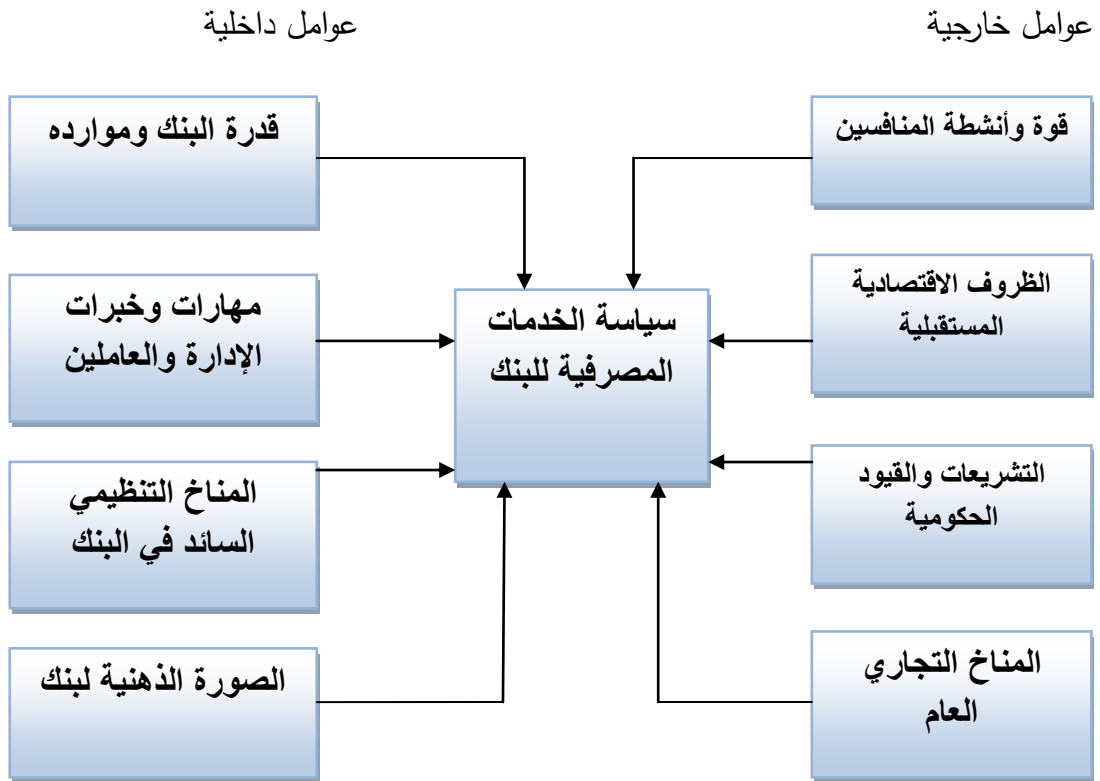 عوامل خارجية
عوامل داخلية
قوة وأنشطة المنافسين
قدرة البنك وموارده
الظروف الاقتصادية
المستقبلية
مهارات وخبرات
الإدارة والعاملين
سياسة الخدمات
المصرفية للبنك
التشريعات والقيود
الحكومية
المناخ التنظيمي
السائد في البنك
المناخ التجاري
العام
الصورة الذهنية لبنك